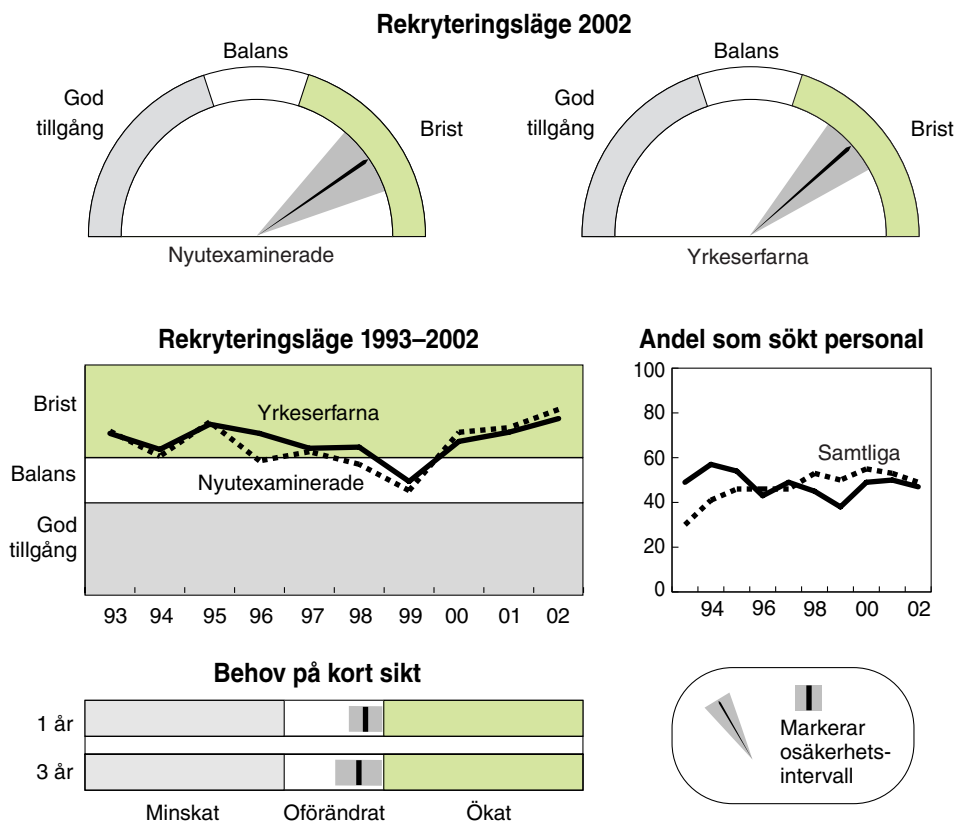 Rekryteringsläge 2002
Balans
God
tillgång
Brist
Nyutexaminerade
Balans
God
tillgång
Brist
Yrkeserfarna
Rekryteringsläge 1993–2002
Brist
Balans
God
tillgång
Yrkeserfarna
Nyutexaminerade
93 94 95 96 97 98 99 00 01 02
Andel som sökt personal
100
80
60
40
20
0
Samtliga
94 96 98 00 02
Behov på kort sikt
1 år
3 år
Minskat Oförändrat Ökat
Markerar
osäkerhets-
intervall